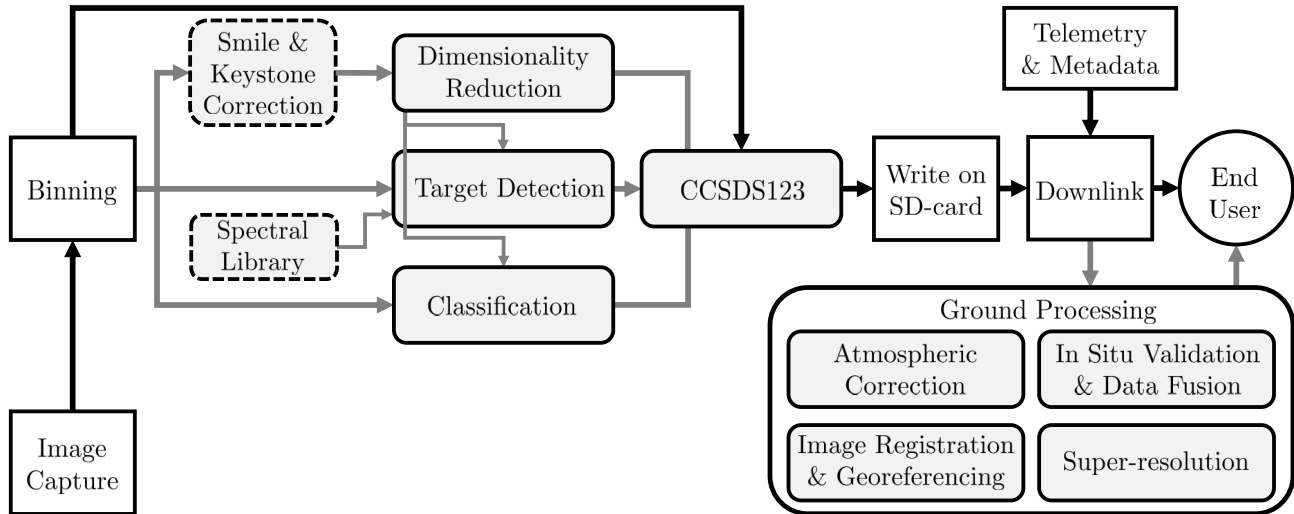 Smile &
Keystone
Correction
Dimensionality
Reduction
Telemetry
& Metadata
Binning
Target Detection
CCSDS123
Write on
SD-card
Downlink
End
User
Spectral
Library
Classification
Image
Capture
Ground Processing
Atmospheric
Correction
In Situ Validation
& Data Fusion
Image Registration
& Georeferencing
Super-resolution